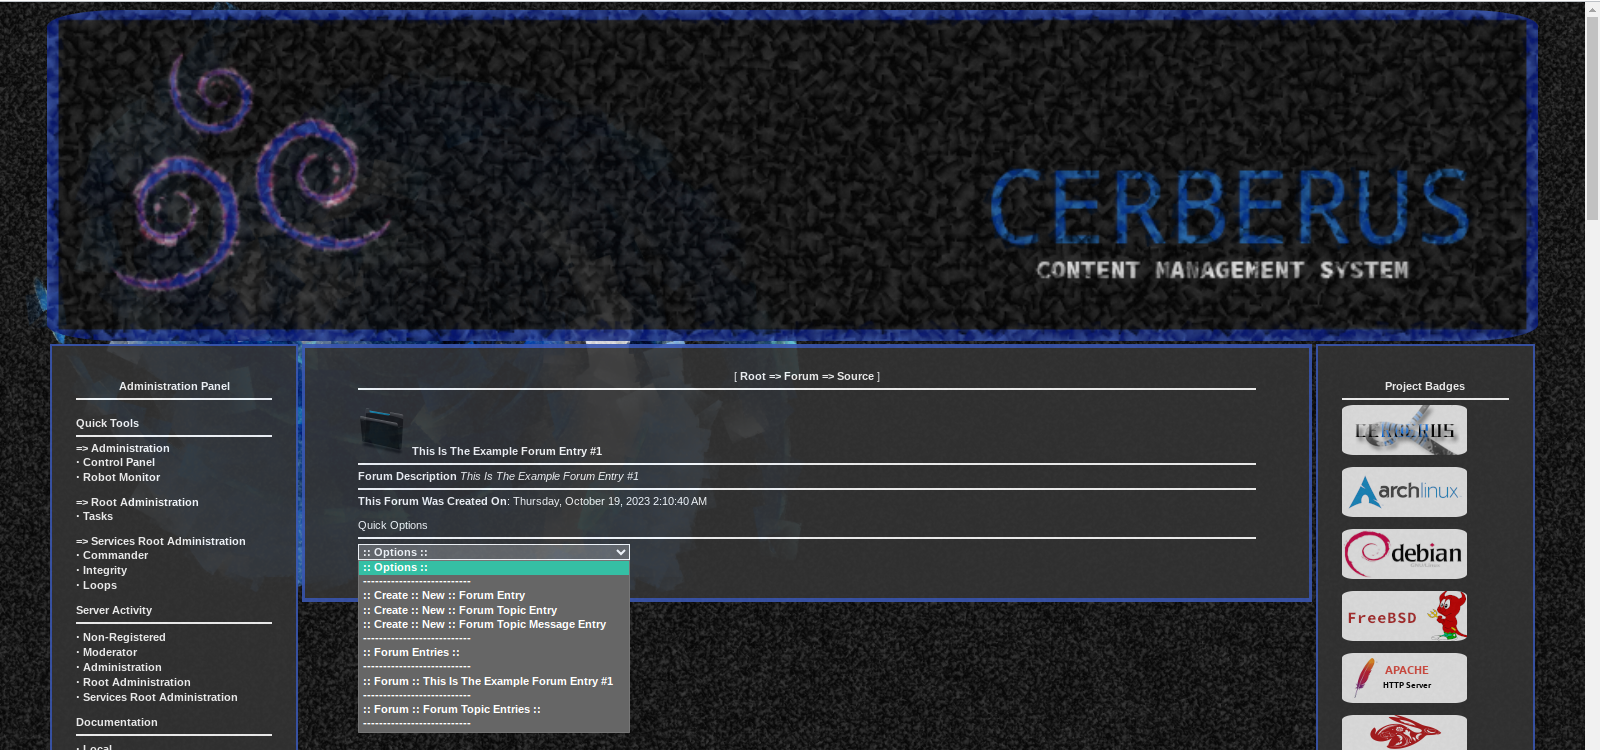 CERBERUS
CONTENT MANAGEMENT SYSTEM
Administration Panel
Quick Tools
=> Administration
· Control Panel
· Robot Monitor
=> Root Administration
· Tasks
=> Services Root Administration
· Commander
· Integrity
· Loops
Server Activity
· Non-Registered
· Moderator
· Administration
· Root Administration
· Services Root Administration
Documentation
· Local
[ Root => Forum => Source ]
This Is The Example Forum Entry #1
Forum Description This Is The Example Forum Entry #1
This Forum Was Created On: Thursday, October 19, 2023 2:10:40 AM
Quick Options
:: Options ::
:: Options ::
---------------------------
:: Create :: New :: Forum Entry
:: Create :: New :: Forum Topic Entry
:: Create :: New :: Forum Topic Message Entry
---------------------------
:: Forum Entries ::
---------------------------
:: Forum :: This Is The Example Forum Entry #1
---------------------------
:: Forum :: Forum Topic Entries ::
---------------------------
Project Badges
CERBERUS
archlinux
debian
FreeBSD
APACHE
HTTP Server